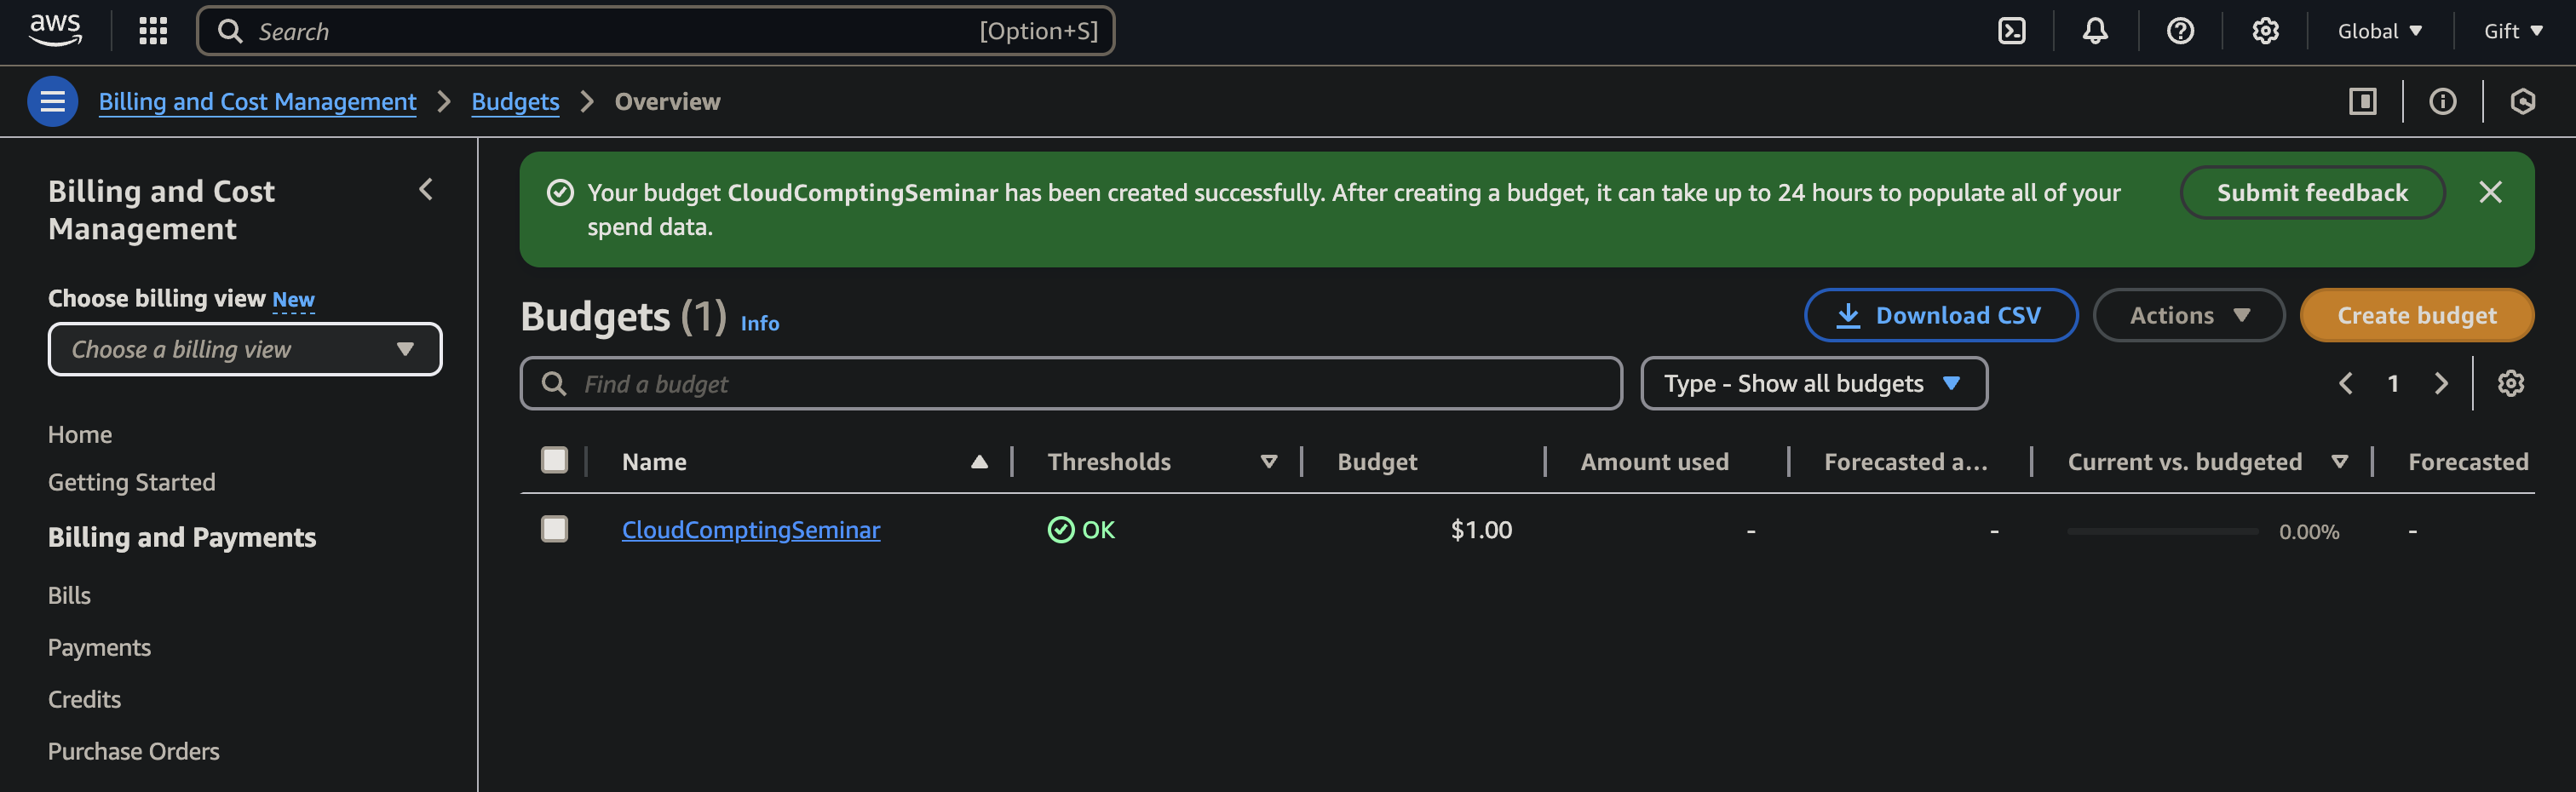 aws
Search
[Option+S]
Global
Gift
Billing and Cost Management
Budgets
Overview
Billing and Cost
Management
Choose billing view New
Choose a billing view
Home
Getting Started
Billing and Payments
Bills
Payments
Credits
Purchase Orders
Your budget CloudComptingSeminar has been created successfully. After creating a budget, it can take up to 24 hours to populate all of your
spend data.
Submit feedback
Budgets (1) Info
Download CSV
Actions
Create budget
Find a budget
Type - Show all budgets
1
Name Thresholds Budget Amount used Forecasted a... Current vs. budgeted Forecasted
CloudComptingSeminar OK $1.00 - - 0.00% -